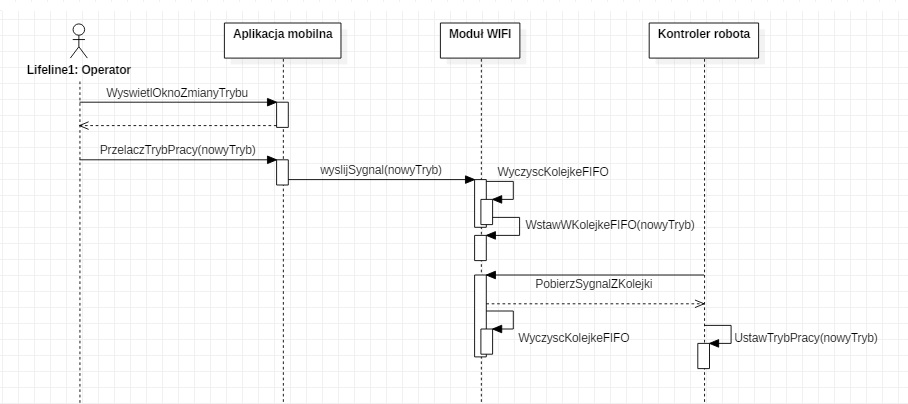 Aplikacja mobilna
Moduł WIFI
Kontroler robota
Lifeline1: Operator
WyswietlOknoZmianyTrybu
PrzelaczTrybPracy(nowyTryb)
wyslijSygnal(nowyTryb)
WyczyscKolejkeFIFO
WstawWKolejkeFIFO(nowyTryb)
PobierzSygnalZKolejki
WyczyscKolejkeFIFO
UstawTrybPracy(nowyTryb)